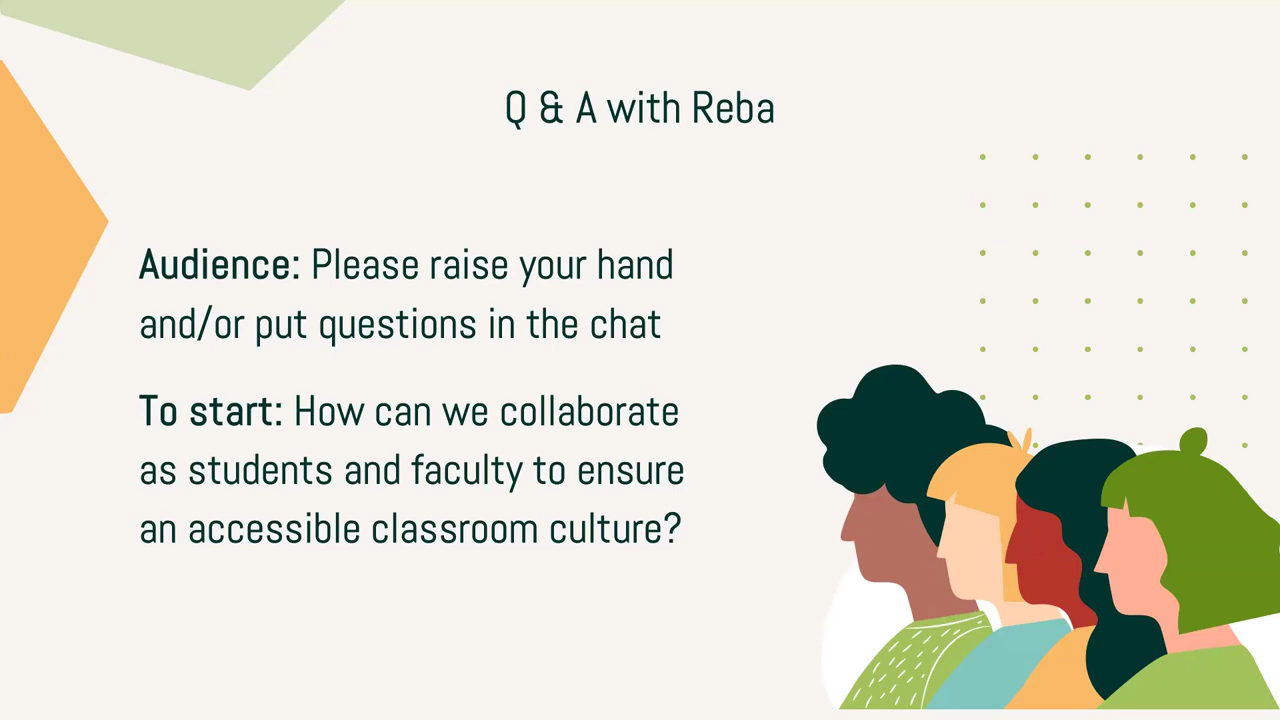 Q & A with Reba
Audience: Please raise your hand
and/or put questions in the chat
To start: How can we collaborate
as students and faculty to ensure
an accessible classroom culture?